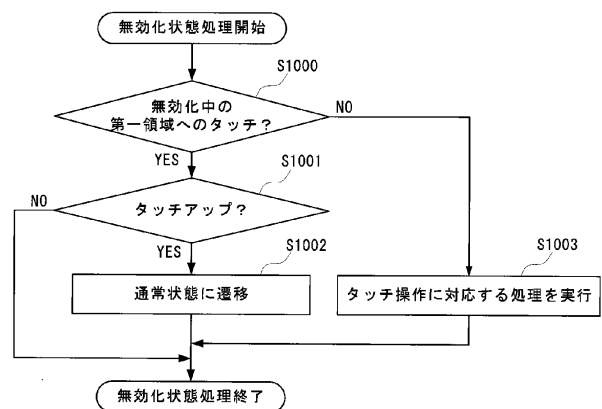 無効化状態処理開始
S1000
無効化中の
第一領域へのタッチ?
NO
YES
S1001
NO
タッチアップ?
YES
S1002
S1003
通常状態に遷移
タッチ操作に対応する処理を実行
無効化状態処理終了